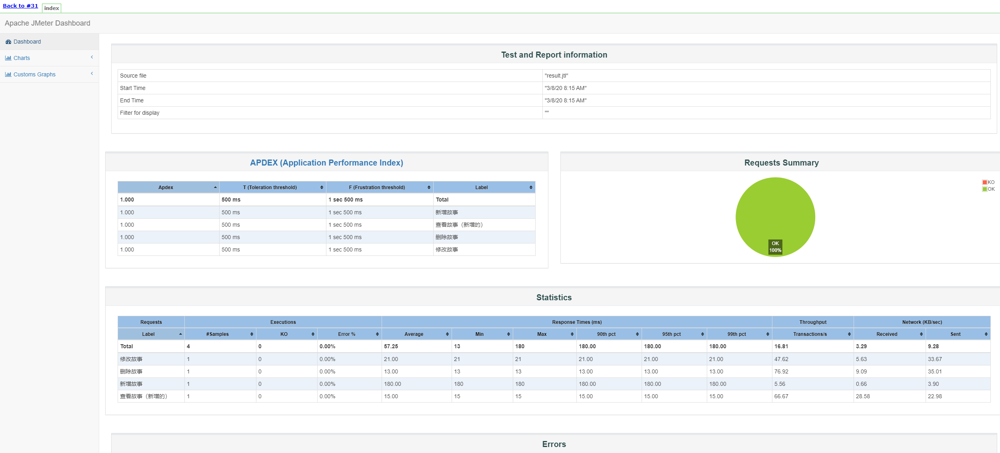 Back to #31 index
Apache JMeter Dashboard
Dashboard
Charts
Customs Graphs
Test and Report information
Source file "result.jtl"
Start Time "3/8/20 8:15 AM"
End Time "3/8/20 8:15 AM"
Filter for display ""
APDEX (Application Performance Index)
Apdex T (Toleration threshold) F (Frustration threshold) Label
1.000 500 ms 1 sec 500 ms Total
1.000 500 ms 1 sec 500 ms 新增故事
1.000 500 ms 1 sec 500 ms 查看故事（新增的）
1.000 500 ms 1 sec 500 ms 删除故事
1.000 500 ms 1 sec 500 ms 修改故事
Requests Summary
KO
OK
OK
100%
Statistics
Requests Executions Response Times (ms) Throughput Network (KB/sec)
Label #Samples KO Error % Average Min Max 90th pct 95th pct 99th pct Transactions/s Received Sent
Total 4 0 0.00% 57.25 13 180 180.00 180.00 180.00 16.81 3.29 9.28
修改故事 1 0 0.00% 21.00 21 21 21.00 21.00 21.00 47.62 5.63 33.67
删除故事 1 0 0.00% 13.00 13 13 13.00 13.00 13.00 76.92 9.09 35.01
新增故事 1 0 0.00% 180.00 180 180 180.00 180.00 180.00 5.56 0.66 3.90
查看故事（新增的） 1 0 0.00% 15.00 15 15 15.00 15.00 15.00 66.67 28.58 22.98
Errors